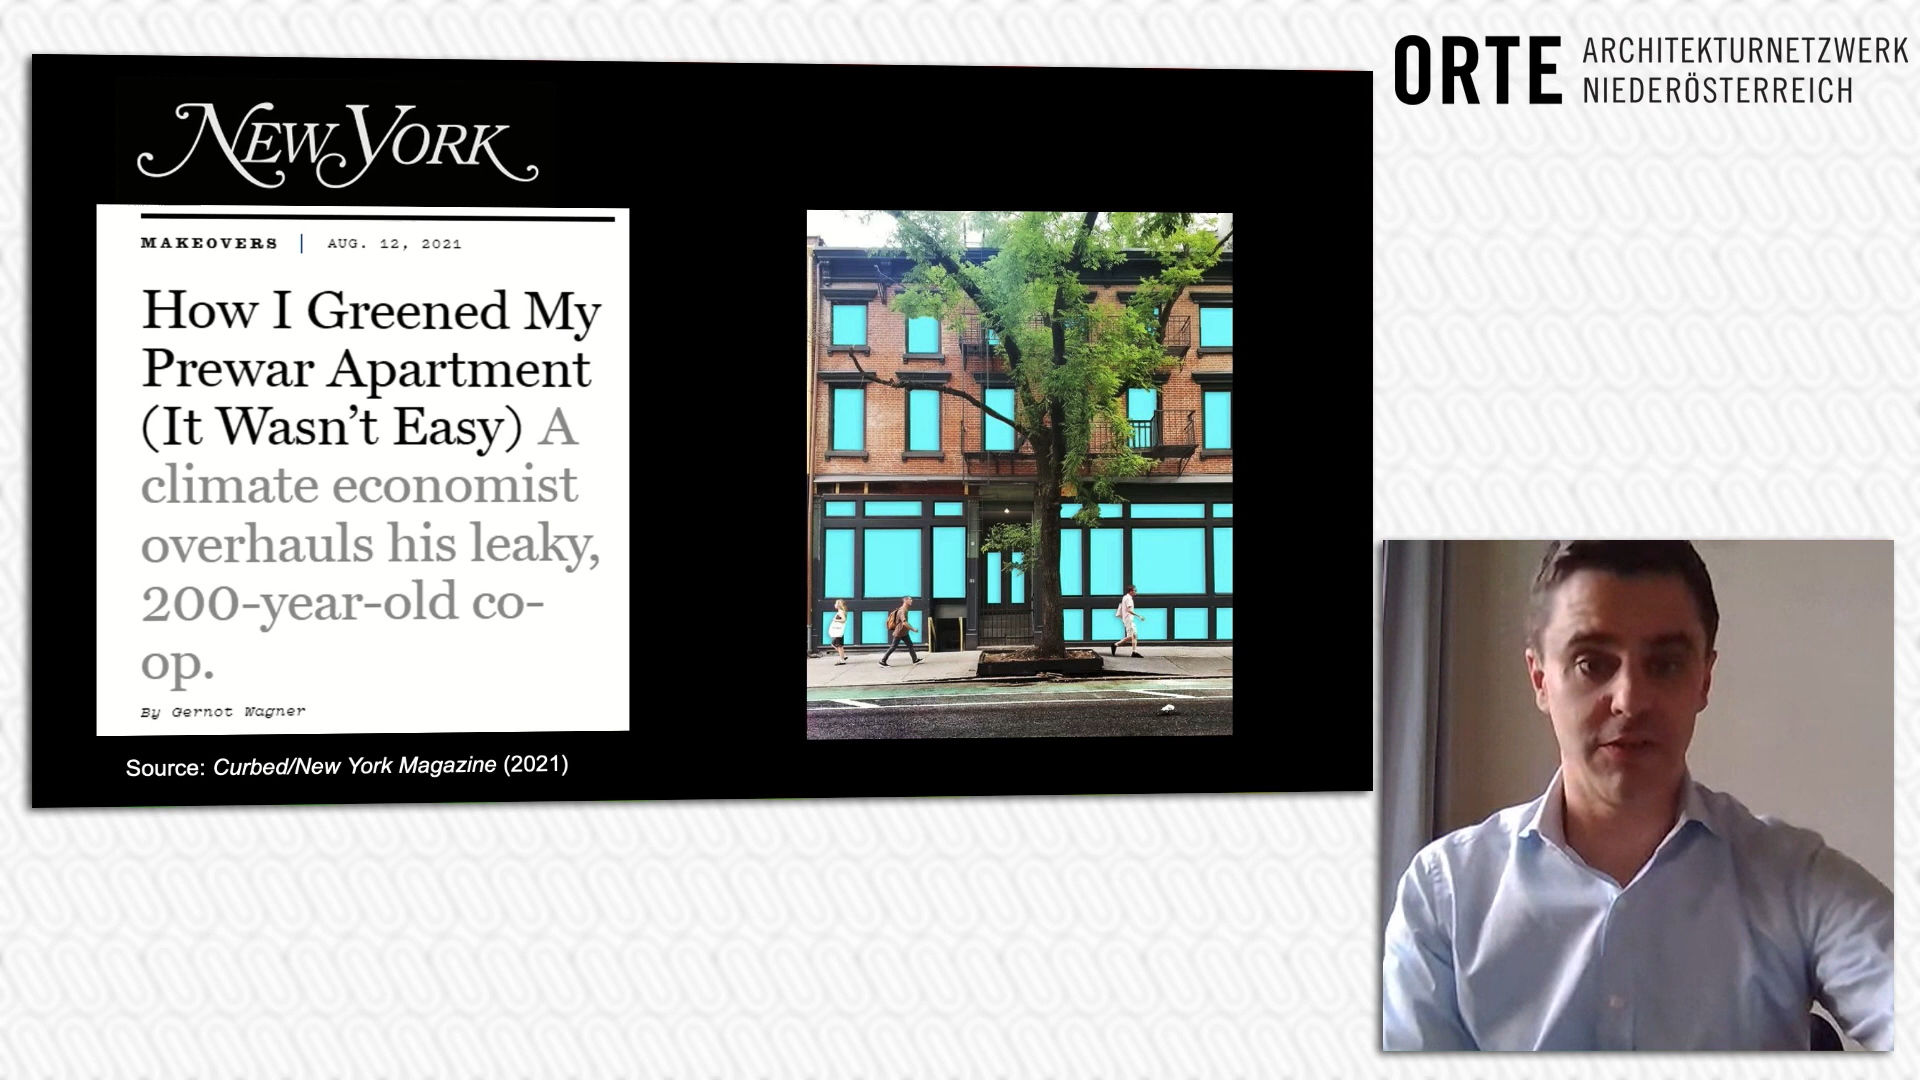 ORTE ARCHITEKTURNETZWERK
NIEDERÖSTERREICH
NEW YORK
MAKEOVERS | AUG. 12, 2021
How I Greened My
Prewar Apartment
(It Wasn't Easy) A
climate economist
overhauls his leaky,
200-year-old co-
op.
By Gernot Wagner
Source: Curbed/New York Magazine (2021)